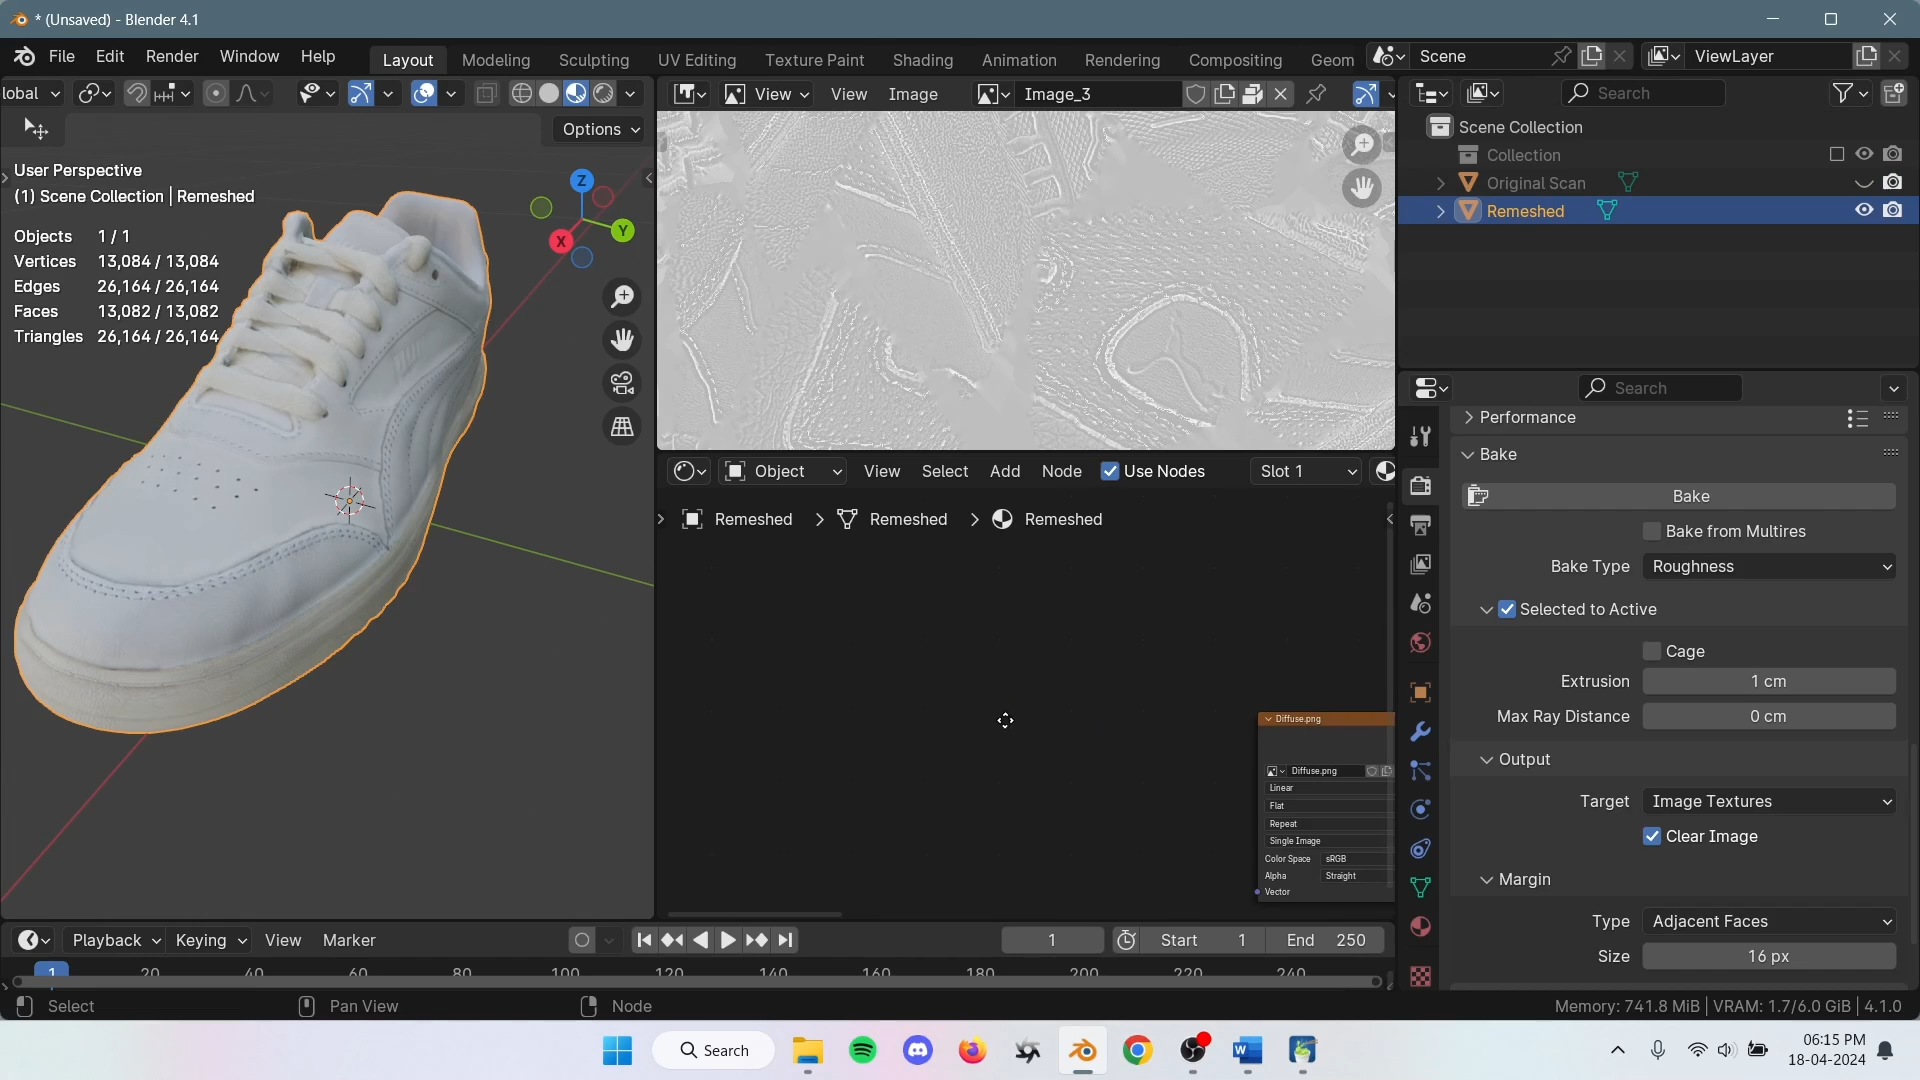 * (Unsaved) - Blender 4.1
File Edit Render Window Help
Layout Modeling Sculpting UV Editing Texture Paint Shading Animation Rendering Compositing Geom
Scene
ViewLayer
lobal
View View Image Image_3
Search
Options
User Perspective
(1) Scene Collection | Remeshed
Objects 1 / 1
Vertices 13,084 / 13,084
Edges 26,164 / 26,164
Faces 13,082 / 13,082
Triangles 26,164 / 26,164
Z
Y
X
Scene Collection
Collection
Original Scan
Remeshed
Object View Select Add Node Use Nodes Slot 1
Remeshed Remeshed Remeshed
Diffuse.png
Diffuse.png
Linear
Flat
Repeat
Single Image
Color Space sRGB
Alpha Straight
Vector
Search
Performance
Bake
Bake
Bake from Multires
Bake Type Roughness
Selected to Active
Cage
Extrusion 1 cm
Max Ray Distance 0 cm
Output
Target Image Textures
Clear Image
Margin
Type Adjacent Faces
Size 16 px
Playback Keying View Marker
1 Start 1 End 250
1 20 40 60 80 100 120 140 160 180 200 220 240
Select Pan View Node
Memory: 741.8 MiB | VRAM: 1.7/6.0 GiB | 4.1.0
Search
06:15 PM
18-04-2024